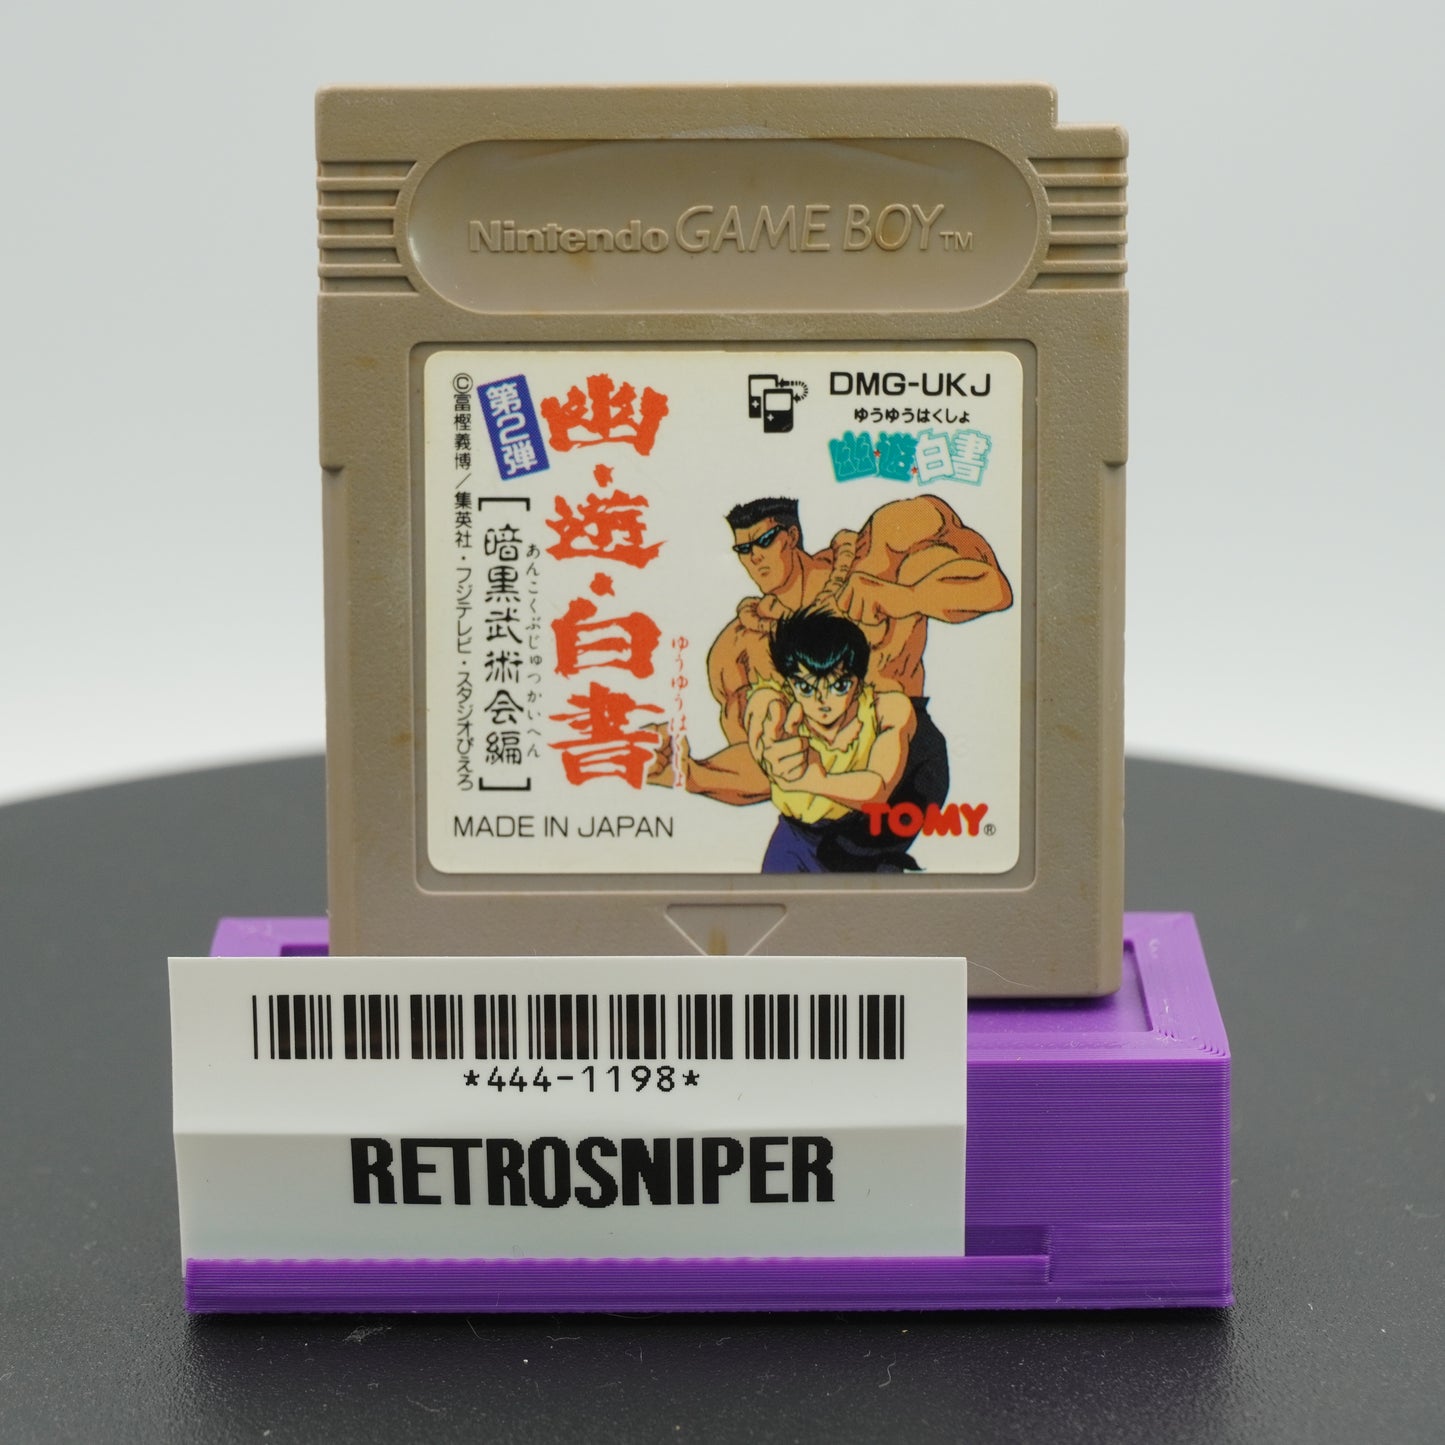 Nintendo GAME BOY™
DMG-UKJ
ゆうゆうはくしょ
幽★遊★白書
幽★遊★白書
ゆうゆうはくしょ
第2弾
[暗黒武術会編]
あんこくぶじゅつかいへん
©富樫義博/集英社・フジテレビ・スタジオぴえろ
MADE IN JAPAN
TOMY®
*444-1198*
RETROSNIPER